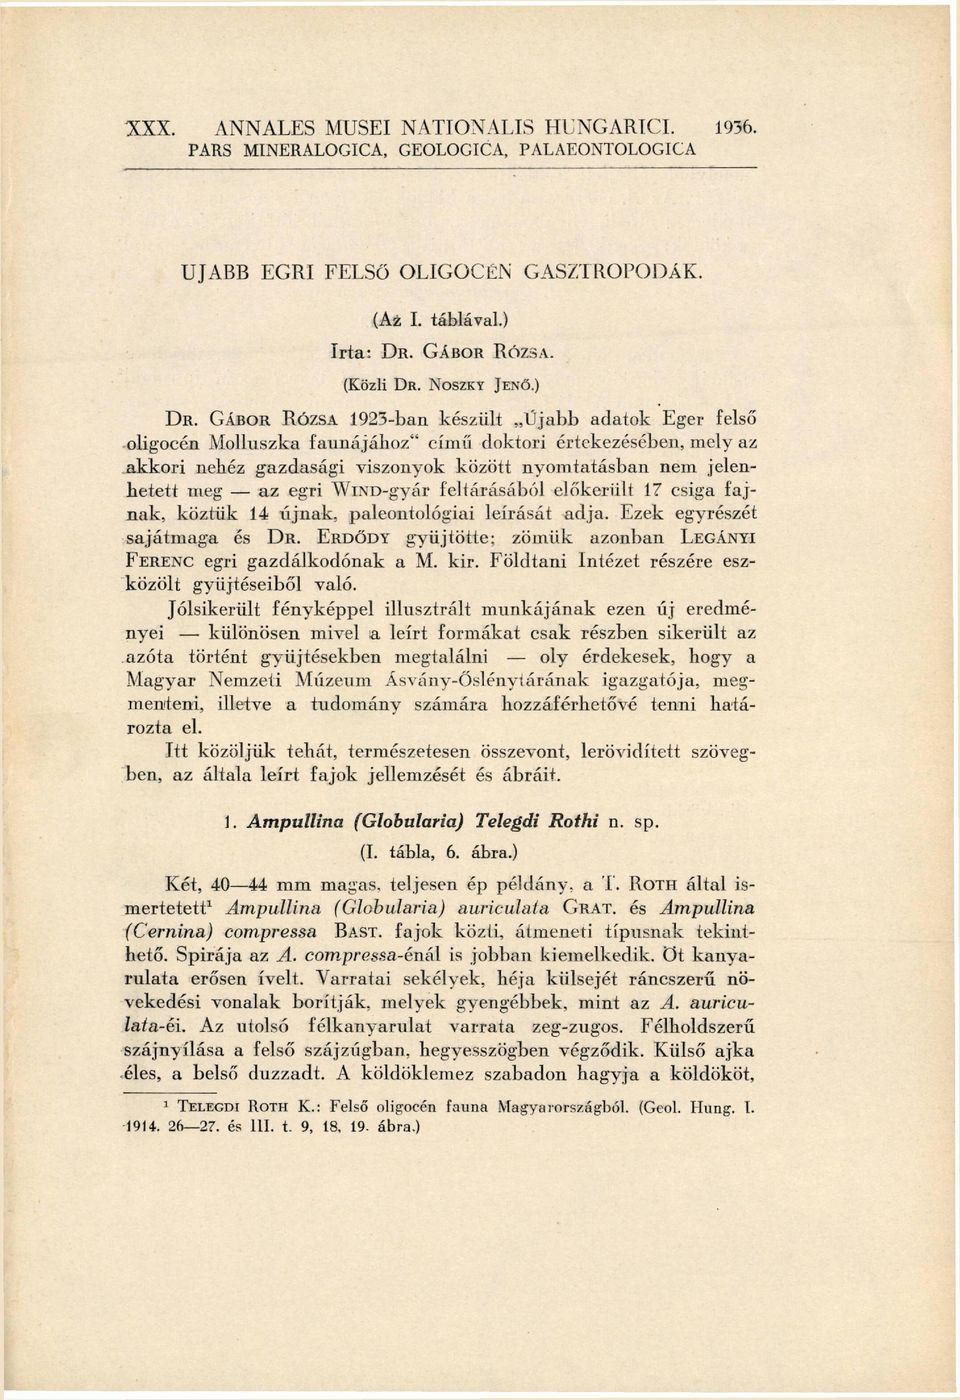 XXX. ANNALES MUSEI NATIONALIS HUNGARICI. 1936.
PARS MINERALOGICA, GEOLOGICA, PALAEONTOLOGICA
UJABB EGRI FELSŐ OLIGOCÉN GASZTROPODÁK.
(Az I. táblával.)
Irta: DR. GÁBOR RÓZSA.
(Közli DR. NOSZKY JENŐ.)
DR. GÁBOR RÓZSA 1923-ban készült „Újabb adatok Eger felső
oligocén Molluszka faunájához“ című doktori értekezésében, mely az
akkori nehéz gazdasági viszonyok között nyomtatásban nem jelen-
hetett meg — az egri WIND-gyár feltárásából előkerült 17 csiga faj-
nak, köztük 14 újnak, paleontológiai leírását adja. Ezek egyrészét
sajátmaga és DR. ERDŐDY gyüjtötte; zömük azonban LEGÁNYI
FERENC egri gazdálkodónak a M. kir. Földtani Intézet részére esz-
közölt gyüjtéseiből való.
Jólsikerült fényképpel illusztrált munkájának ezen új eredmé-
nyei — különösen mivel a leírt formákat csak részben sikerült az
azóta történt gyüjtésekben megtalálni — oly érdekesek, hogy a
Magyar Nemzeti Múzeum Ásvány-Őslénytárának igazgatója, meg-
menteni, illetve a tudomány számára hozzáférhetővé tenni hatá-
rozta el.
Itt közöljük tehát, természetesen összevont, lerövidített szöveg-
ben, az általa leírt fajok jellemzését és ábráit.
1. Ampullina (Globularia) Telegdi Rothi n. sp.
(I. tábla, 6. ábra.)
Két, 40—44 mm magas, teljesen ép példány, a T. ROTH által is-
mertetett¹ Ampullina (Globularia) auriculata GRAT. és Ampullina
(Cernina) compressa BAST. fajok közti, átmeneti típusnak tekint-
hető. Spirája az A. compressa-énál is jobban kiemelkedik. Öt kanya-
rulata erősen ívelt. Varratai sekélyek, héja külsejét ráncszerű nö-
vekedési vonalak borítják, melyek gyengébbek, mint az A. auricu-
lata-éi. Az utolsó félkanyarulat varrata zeg-zugos. Félholdszerű
szájnyílása a felső szájzúgban, hegyesszögben végződik. Külső ajka
éles, a belső duzzadt. A köldöklemez szabadon hagyja a köldököt,
¹ TELEGDI ROTH K.: Felső oligocén fauna Magyarországból. (Geol. Hung. I.
1914. 26—27. és III. t. 9, 18, 19. ábra.)